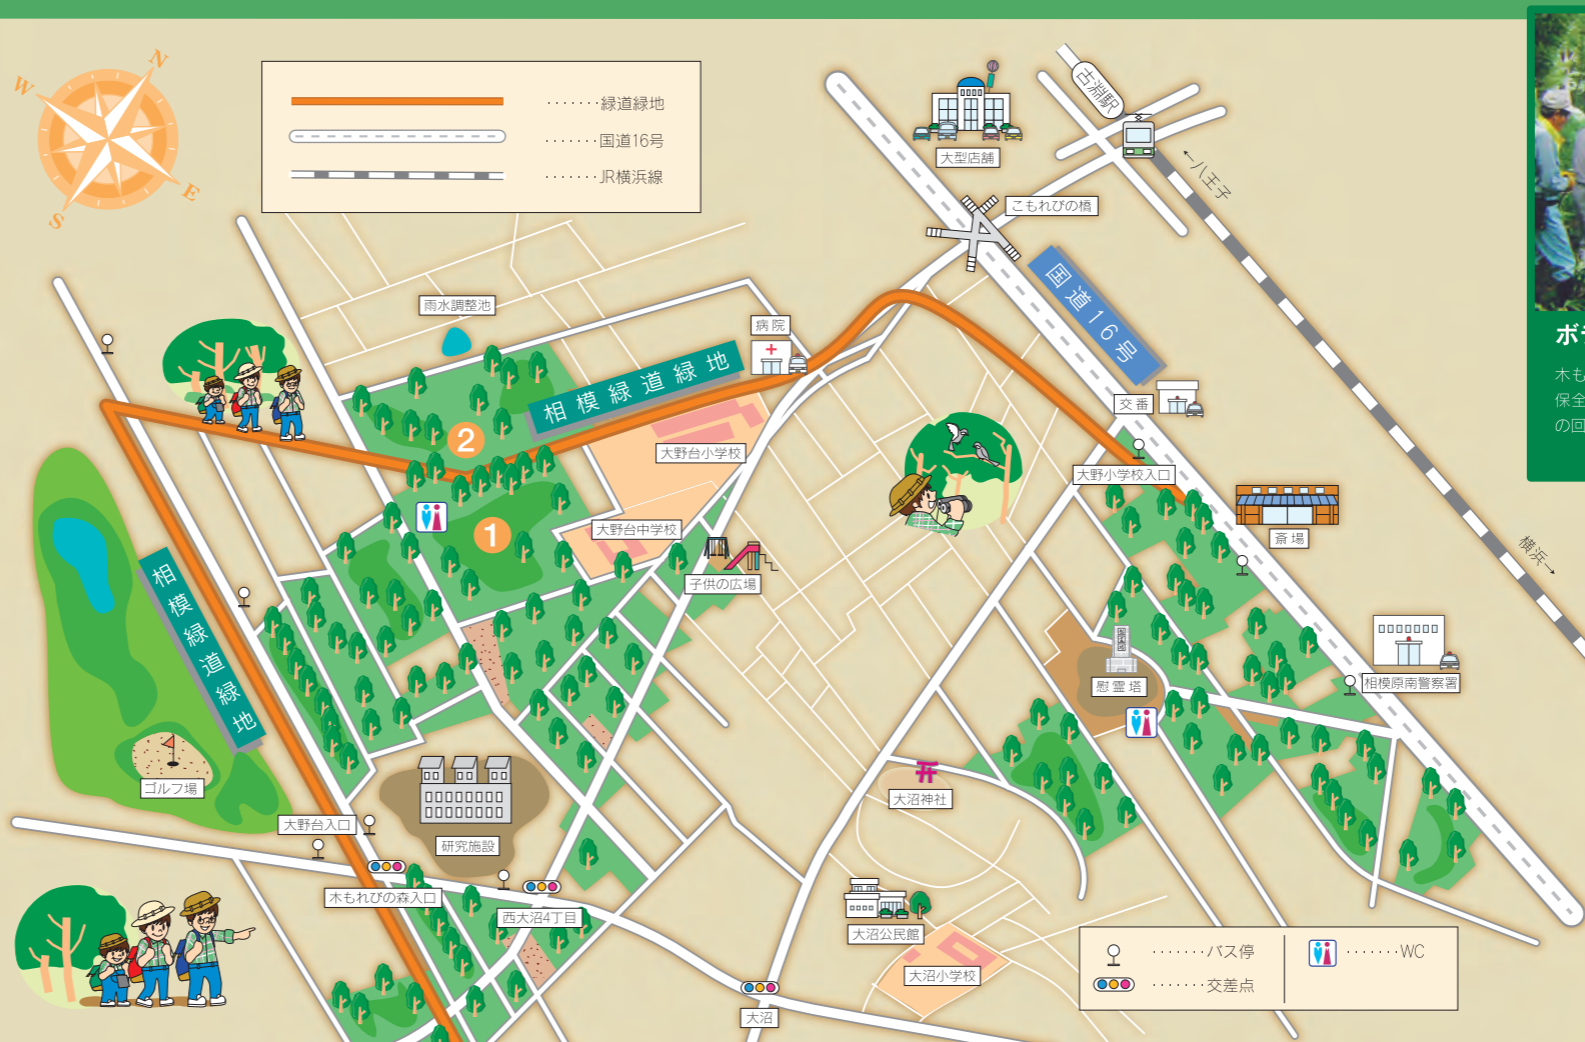 N
W
E
S
‥‥‥‥緑道緑地
‥‥‥‥国道16号
‥‥‥‥JR横浜線
大型店舗
古淵駅
←八王子
こもれびの橋
国道16号
雨水調整池
病院
相模緑道緑地
2
大野台小学校
交番
大野小学校入口
斎場
横浜→
1
大野台中学校
子供の広場
相模緑道緑地
慰霊塔
相模原南警察署
ゴルフ場
大沼神社
大野台入口
研究施設
木もれびの森入口
西大沼4丁目
大沼公民館
大沼小学校
大沼
‥‥‥‥バス停
‥‥‥‥交差点
‥‥‥‥WC
木も
保全
の回